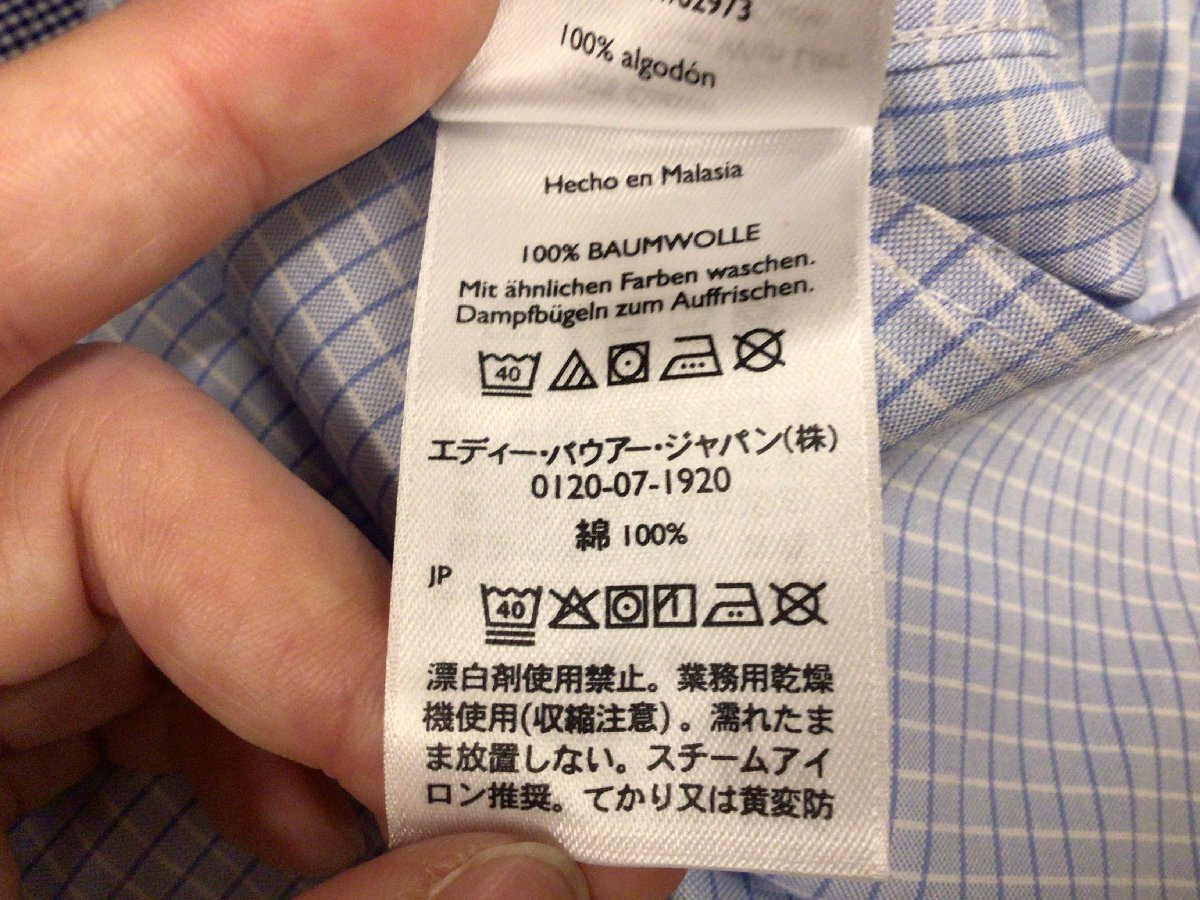 02973
100% algodón
Hecho en Malasia
100% BAUMWOLLE
Mit ähnlichen Farben waschen.
Dampfbügeln zum Auffrischen.
40
エディー・バウアー・ジャパン(株)
0120-07-1920
綿 100%
JP
40
漂白剤使用禁止。業務用乾燥
機使用(収縮注意)。濡れたま
ま放置しない。スチームアイ
ロン推奨。てかり又は黄変防